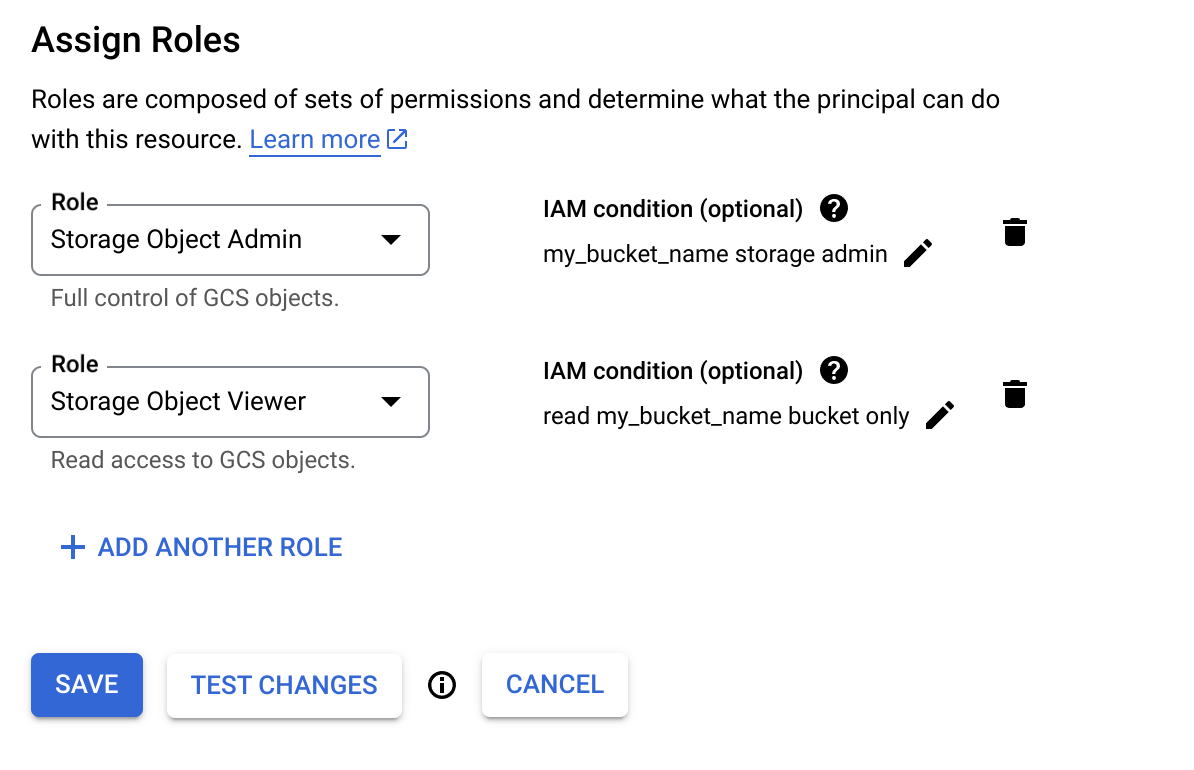 Assign Roles
Roles are composed of sets of permissions and determine what the principal can do
with this resource. Learn more
Role
Storage Object Admin
Full control of GCS objects.
IAM condition (optional)
my_bucket_name storage admin
Role
Storage Object Viewer
Read access to GCS objects.
IAM condition (optional)
read my_bucket_name bucket only
ADD ANOTHER ROLE
SAVE
TEST CHANGES
CANCEL